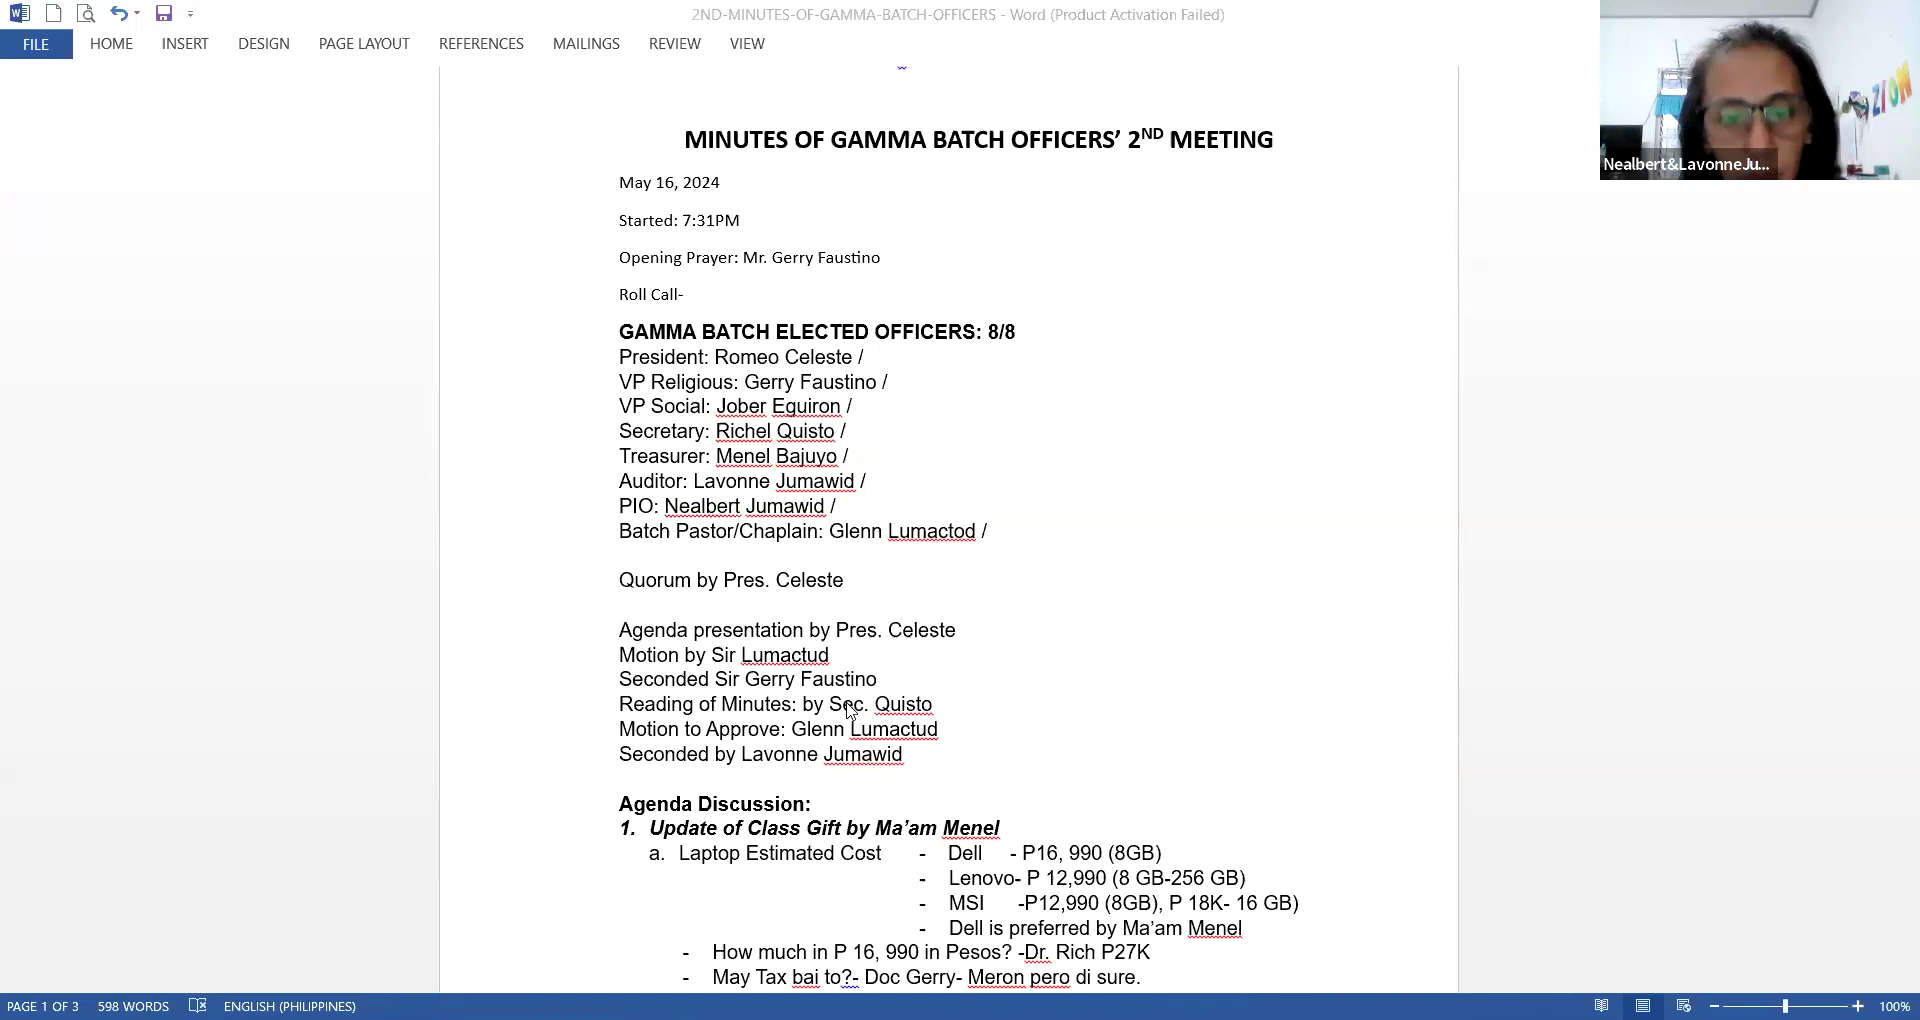 2ND-MINUTES-OF-GAMMA-BATCH-OFFICERS - Word (Product Activation Failed)
FILE HOME INSERT DESIGN PAGE LAYOUT REFERENCES MAILINGS REVIEW VIEW
ZION
Nealbert&LavonneJu...
MINUTES OF GAMMA BATCH OFFICERS’ 2ND MEETING
May 16, 2024
Started: 7:31PM
Opening Prayer: Mr. Gerry Faustino
Roll Call-
GAMMA BATCH ELECTED OFFICERS: 8/8
President: Romeo Celeste /
VP Religious: Gerry Faustino /
VP Social: Jober Eguiron /
Secretary: Richel Quisto /
Treasurer: Menel Bajuyo /
Auditor: Lavonne Jumawid /
PIO: Nealbert Jumawid /
Batch Pastor/Chaplain: Glenn Lumactod /
Quorum by Pres. Celeste
Agenda presentation by Pres. Celeste
Motion by Sir Lumactud
Seconded Sir Gerry Faustino
Reading of Minutes: by Sec. Quisto
Motion to Approve: Glenn Lumactud
Seconded by Lavonne Jumawid
Agenda Discussion:
1. Update of Class Gift by Ma’am Menel
a. Laptop Estimated Cost - Dell - P16, 990 (8GB)
- Lenovo- P 12,990 (8 GB-256 GB)
- MSI -P12,990 (8GB), P 18K- 16 GB)
- Dell is preferred by Ma’am Menel
- How much in P 16, 990 in Pesos? -Dr. Rich P27K
- May Tax bai to?- Doc Gerry- Meron pero di sure.
PAGE 1 OF 3 598 WORDS ENGLISH (PHILIPPINES) 100%